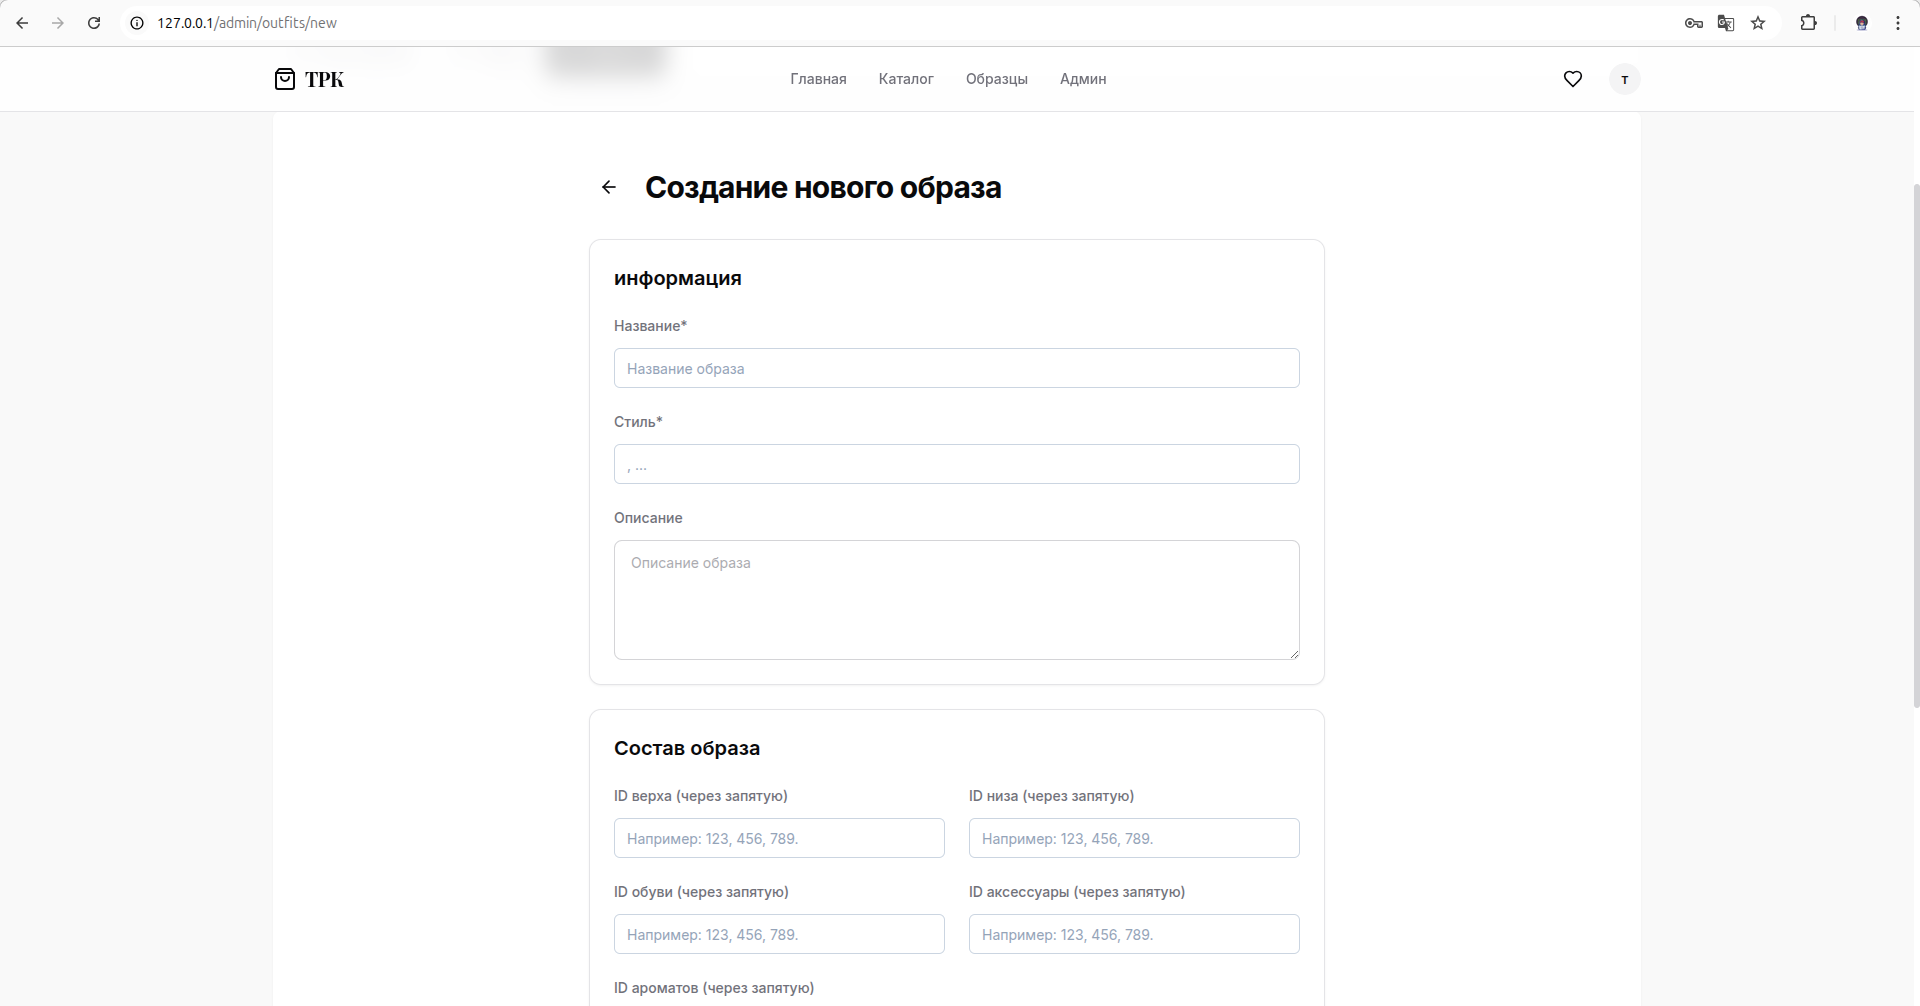 127.0.0.1/admin/outfits/new
ТРК
Главная Каталог Образцы Админ
T
Создание нового образа
информация
Название*
Название образа
Стиль*
, ...
Описание
Описание образа
Состав образа
ID верха (через запятую) ID низа (через запятую)
Например: 123, 456, 789. Например: 123, 456, 789.
ID обуви (через запятую) ID аксессуары (через запятую)
Например: 123, 456, 789. Например: 123, 456, 789.
ID ароматов (через запятую)